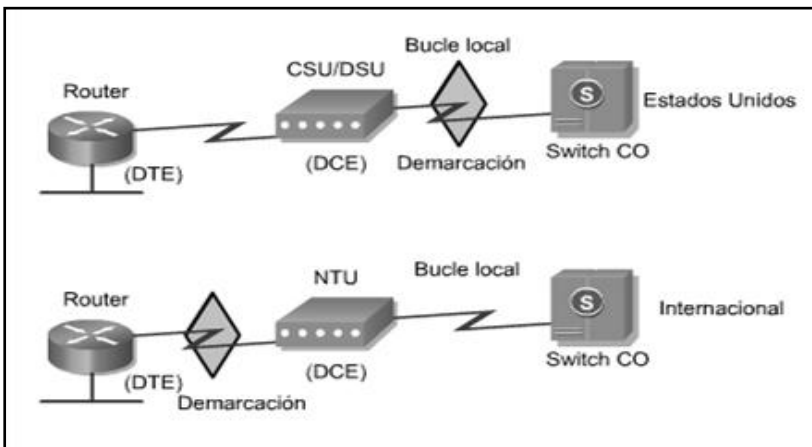 Bucle local
CSU/DSU
Router
S
Estados Unidos
(DTE)
(DCE)
Demarcación
Switch CO
NTU
Bucle local
Router
S
Internacional
(DTE)
(DCE)
Switch CO
Demarcación